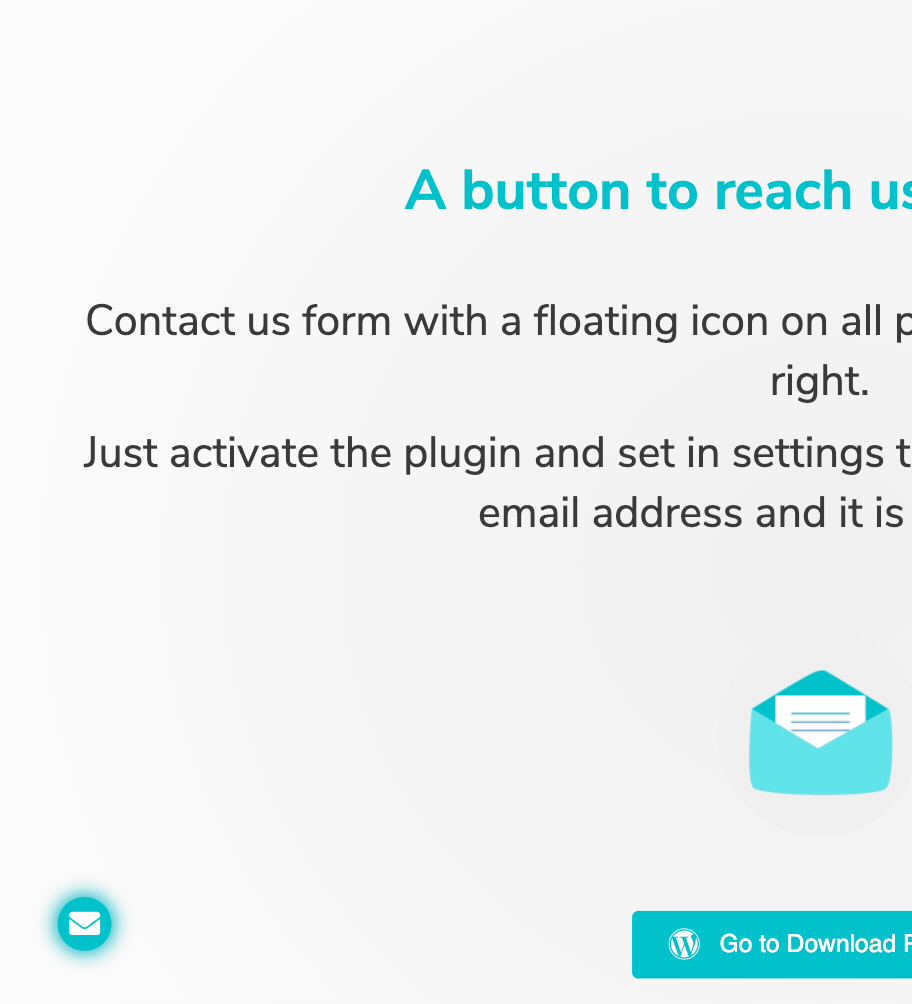 A button to reach us
Contact us form with a floating icon on all
right.
Just activate the plugin and set in settings
email address and it is
Go to Download